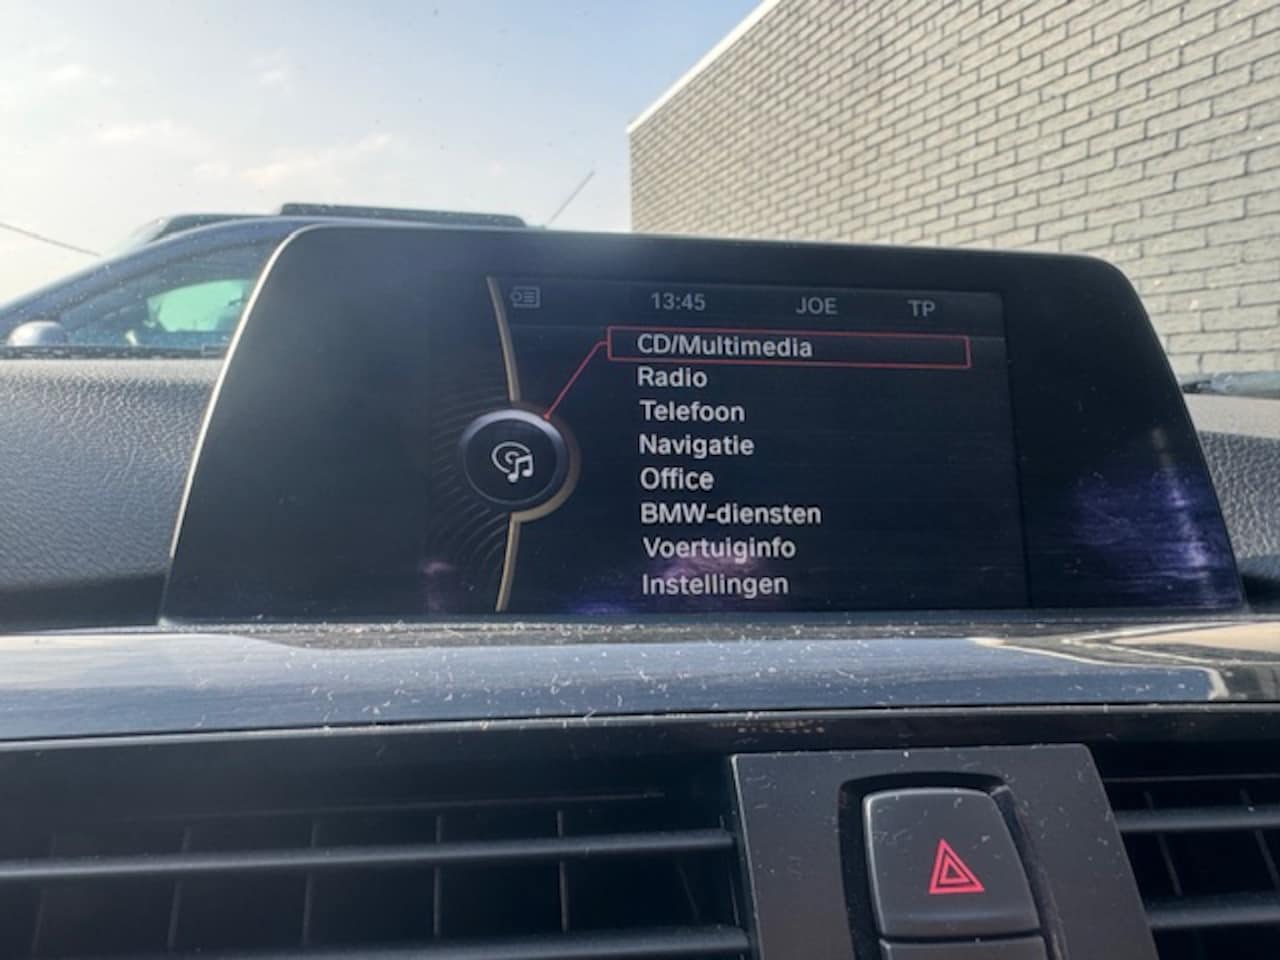 13:45 JOE TP
CD/Multimedia
Radio
Telefoon
Navigatie
Office
BMW-diensten
Voertuiginfo
Instellingen